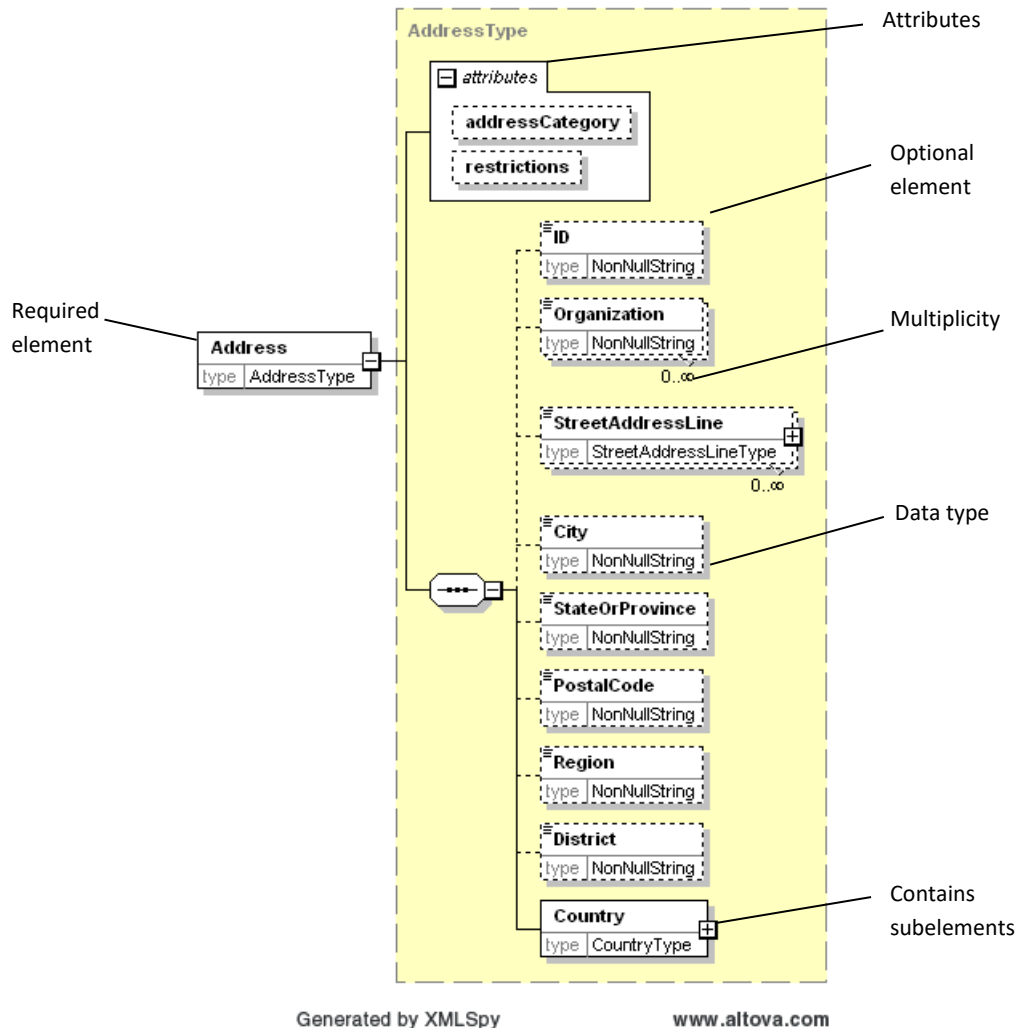 Attributes
AddressType
attributes
addressCategory
restrictions
Optional
element
ID
type NonNullString
Organization
type NonNullString
0..∞
Multiplicity
Required
element
Address
type AddressType
StreetAddressLine
type StreetAddressLineType
0..∞
City
type NonNullString
Data type
StateOrProvince
type NonNullString
PostalCode
type NonNullString
Region
type NonNullString
District
type NonNullString
Country
type CountryType
Contains
subelements
Generated by XMLSpy
www.altova.com